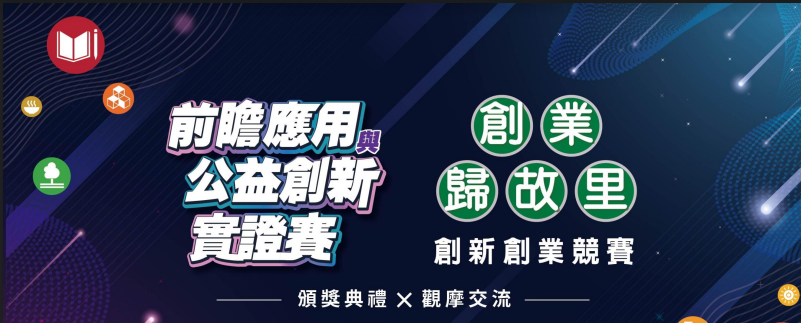 前瞻應用與
公益創新
實證賽
創業
歸故里
創新創業競賽
頒獎典禮 × 觀摩交流